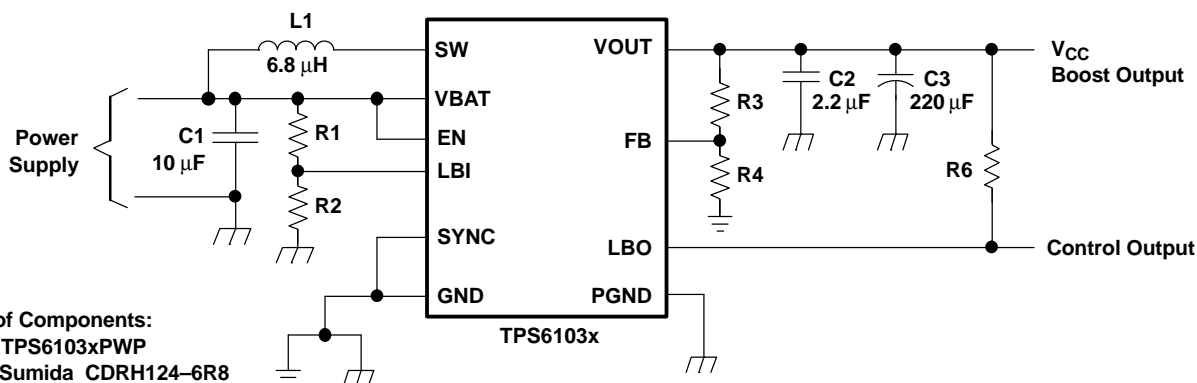 L1
6.8 μH
SW
VOUT
VCC
Boost Output
Power
Supply
C1
10 μF
R1
R2
VBAT
EN
LBI
SYNC
GND
FB
LBO
PGND
R3
R4
C2
2.2 μF
C3
220 μF
R6
Control Output
TPS6103x
of Components:
TPS6103xPWP
Sumida CDRH124–6R8